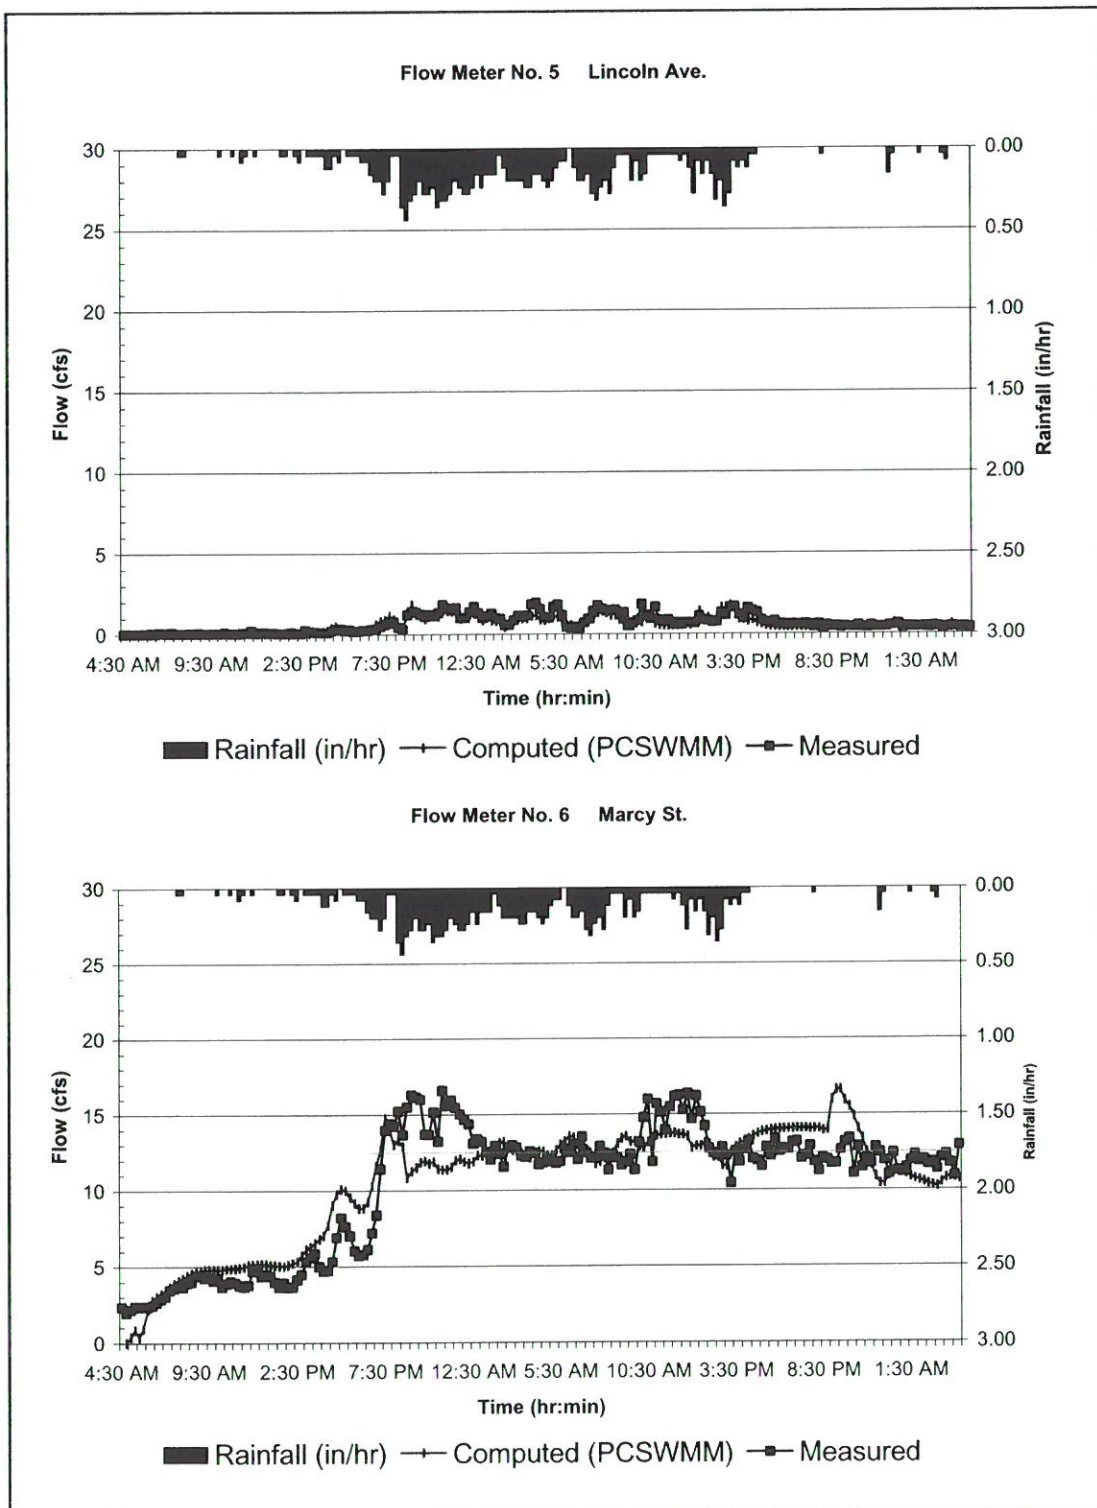 Flow Meter No. 5 Lincoln Ave.
30
25
20
15
10
5
0
Flow (cfs)
0.00
0.50
1.00
1.50
2.00
2.50
3.00
Rainfall (in/hr)
4:30 AM 9:30 AM 2:30 PM 7:30 PM 12:30 AM 5:30 AM 10:30 AM 3:30 PM 8:30 PM 1:30 AM
Time (hr:min)
Rainfall (in/hr) Computed (PCSWMM) Measured
Flow Meter No. 6 Marcy St.
30
25
20
15
10
5
0
Flow (cfs)
0.00
0.50
1.00
1.50
2.00
2.50
3.00
Rainfall (in/hr)
4:30 AM 9:30 AM 2:30 PM 7:30 PM 12:30 AM 5:30 AM 10:30 AM 3:30 PM 8:30 PM 1:30 AM
Time (hr:min)
Rainfall (in/hr) Computed (PCSWMM) Measured